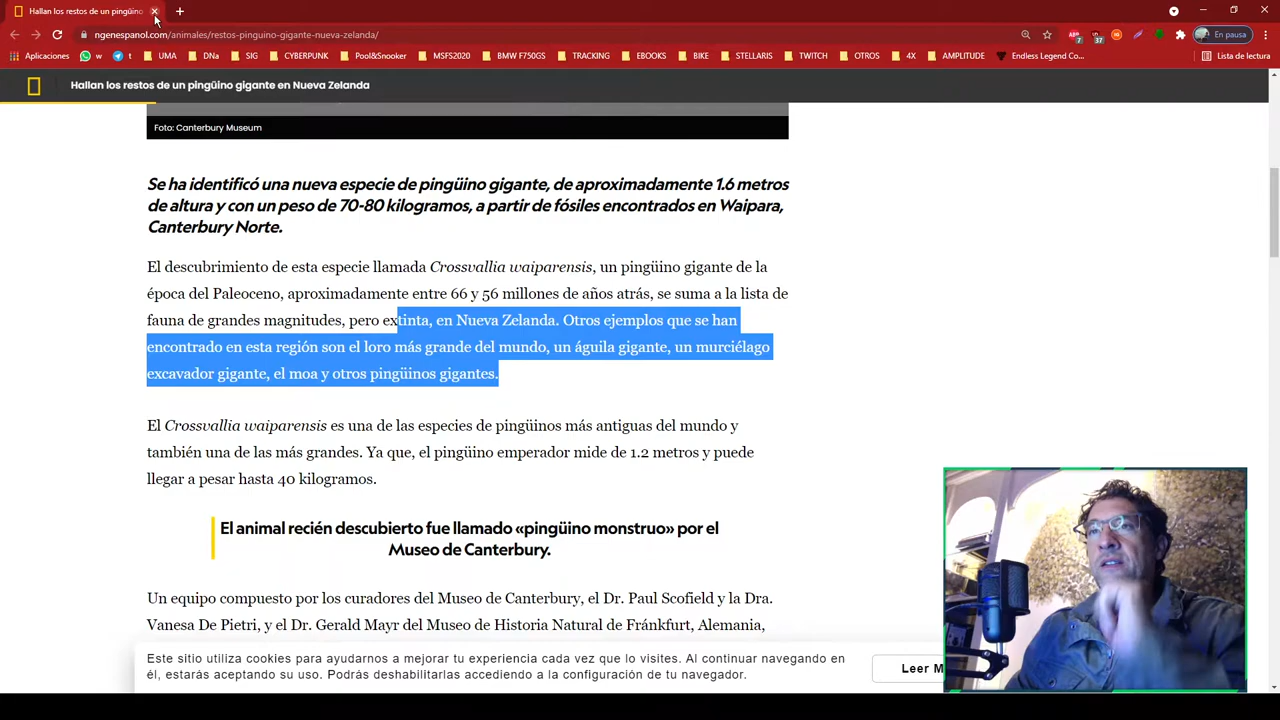 Hallan los restos de un pingüino
ngenespanol.com/animales/restos-pinguino-gigante-nueva-zelanda/
7
37
En pausa
Aplicaciones w t UMA DNa SIG CYBERPUNK Pool&Snooker MSFS2020 BMW F750GS TRACKING EBOOKS BIKE STELLARIS TWITCH OTROS 4X AMPLITUDE Endless Legend Co... Lista de lectura
Hallan los restos de un pingüino gigante en Nueva Zelanda
Foto: Canterbury Museum
Se ha identificó una nueva especie de pingüino gigante, de aproximadamente 1.6 metros
de altura y con un peso de 70-80 kilogramos, a partir de fósiles encontrados en Waipara,
Canterbury Norte.
El descubrimiento de esta especie llamada Crossvallia waiparensis, un pingüino gigante de la
época del Paleoceno, aproximadamente entre 66 y 56 millones de años atrás, se suma a la lista de
fauna de grandes magnitudes, pero extinta, en Nueva Zelanda. Otros ejemplos que se han
encontrado en esta región son el loro más grande del mundo, un águila gigante, un murciélago
excavador gigante, el moa y otros pingüinos gigantes.
El Crossvallia waiparensis es una de las especies de pingüinos más antiguas del mundo y
también una de las más grandes. Ya que, el pingüino emperador mide de 1.2 metros y puede
llegar a pesar hasta 40 kilogramos.
El animal recién descubierto fue llamado «pingüino monstruo» por el
Museo de Canterbury.
Un equipo compuesto por los curadores del Museo de Canterbury, el Dr. Paul Scofield y la Dra.
Vanesa De Pietri, y el Dr. Gerald Mayr del Museo de Historia Natural de Fránkfurt, Alemania,
Este sitio utiliza cookies para ayudarnos a mejorar tu experiencia cada vez que lo visites. Al continuar navegando en
él, estarás aceptando su uso. Podrás deshabilitarlas accediendo a la configuración de tu navegador.
Leer M